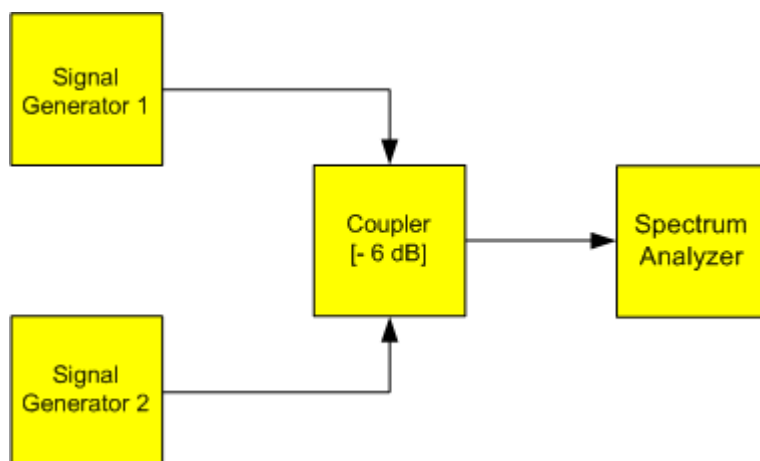 Signal
Generator 1
Coupler
[- 6 dB]
Spectrum
Analyzer
Signal
Generator 2